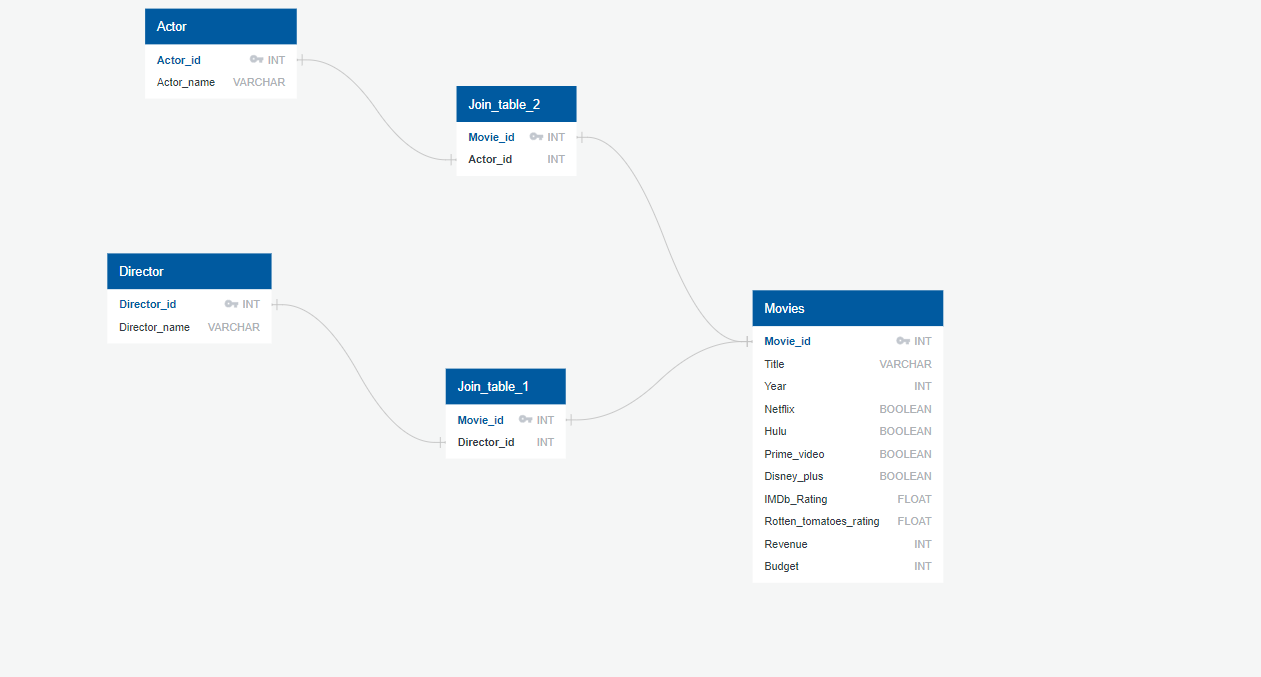 Actor
Actor_id INT
Actor_name VARCHAR
Join_table_2
Movie_id INT
Actor_id INT
Director
Director_id INT
Director_name VARCHAR
Join_table_1
Movie_id INT
Director_id INT
Movies
Movie_id INT
Title VARCHAR
Year INT
Netflix BOOLEAN
Hulu BOOLEAN
Prime_video BOOLEAN
Disney_plus BOOLEAN
IMDb_Rating FLOAT
Rotten_tomatoes_rating FLOAT
Revenue INT
Budget INT